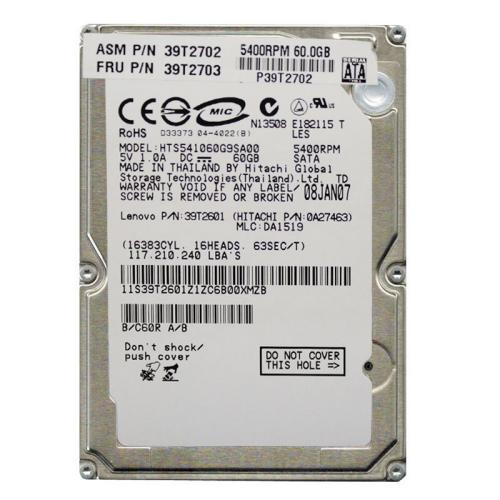 ASM P/N 39T2702 5400RPM 60.0GB
FRU P/N 39T2703
SERIAL
SATA
P39T2702
CE MIC
N13508 E182115 T
RoHS D33373 04-4022(B) LES
MODEL:HTS541060G9SA00 5400RPM
5V 1.0A 60GB SATA
MADE IN THAILAND BY Hitachi Global
Storage Technologies(Thailand).Ltd. TD
WARRANTY VOID IF ANY LABEL/
SCREW IS REMOVED OR BROKEN 08JAN07
Lenovo P/N:39T2601 (HITACHI P/N:0A27463)
MLC:DA1519
(16383CYL. 16HEADS. 63SEC/T)
117.210.240 LBA'S
11S39T2601Z1ZC6B00XMZB
B/C60R A/B
Don't shock/
push cover
DO NOT COVER
THIS HOLE ⇒